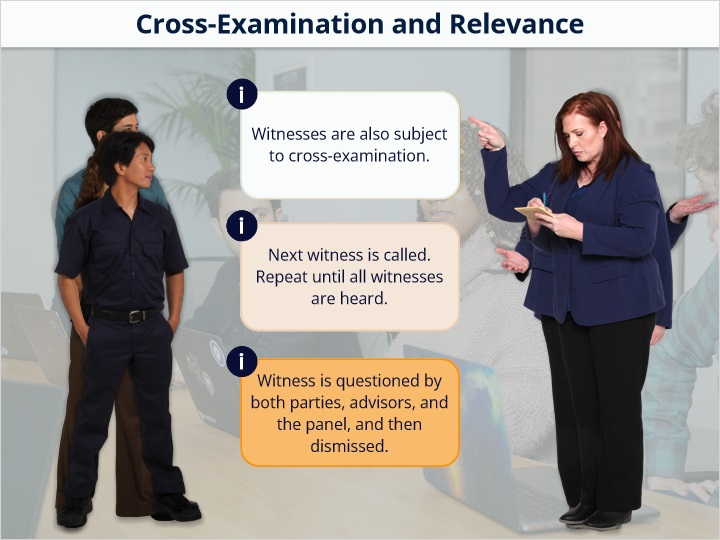 Cross-Examination and Relevance
i
Witnesses are also subject
to cross-examination.
i
Next witness is called.
Repeat until all witnesses
are heard.
i
Witness is questioned by
both parties, advisors, and
the panel, and then
dismissed.